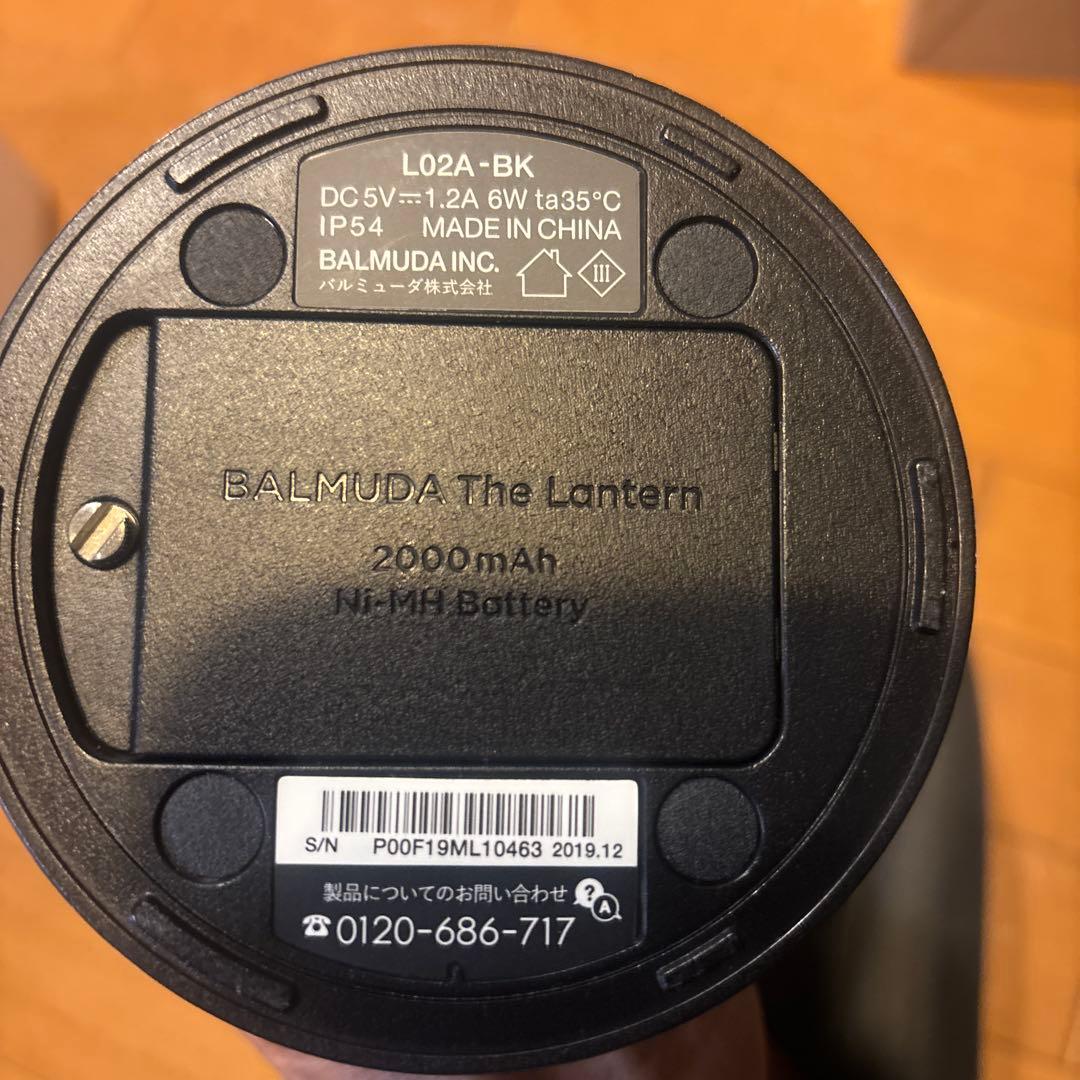 L02A-BK
DC 5V⎓1.2A 6W ta35°C
IP54 MADE IN CHINA
BALMUDA INC.
バルミューダ株式会社
III
BALMUDA The Lantern
2000mAh
Ni-MH Battery
S/N P00F19ML10463 2019.12
製品についてのお問い合わせ ? A
☎0120-686-717